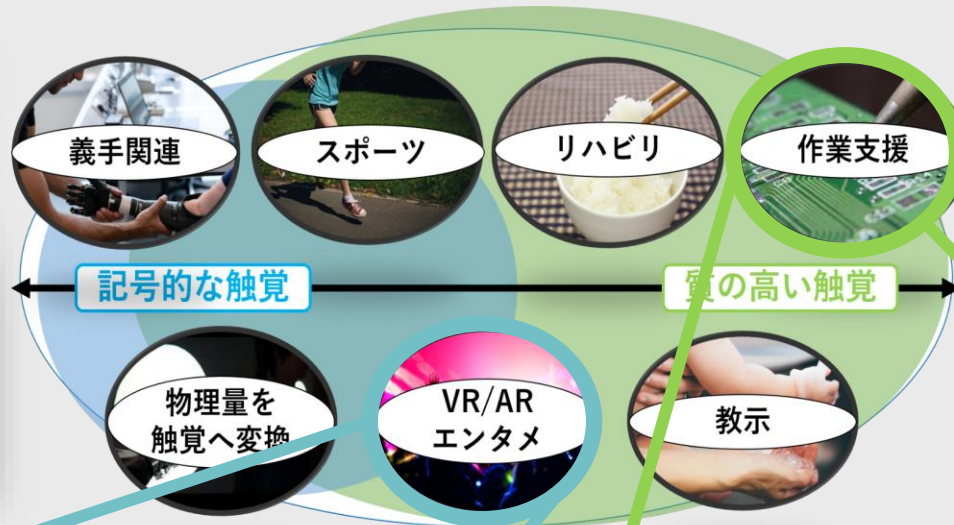 義手関連
スポーツ
リハビリ
作業支援
記号的な触覚
質の高い触覚
物理量を
触覚へ変換
VR/AR
エンタメ
教示